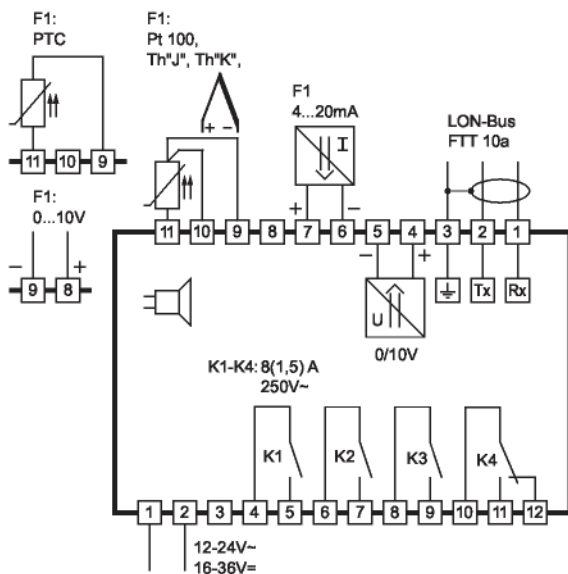 F1:
PTC
11 10 9
F1:
0...10V
- +
9 8
F1:
Pt 100,
Th"J", Th"K",
+ -
F1
4...20mA
I
+ -
LON-Bus
FTT 10a
11 10 9 8 7 6 5 4 3 2 1
- +
U
0/10V
Tx Rx
K1-K4: 8(1,5) A
250V~
K1 K2 K3 K4
1 2 3 4 5 6 7 8 9 10 11 12
12-24V~
16-36V=